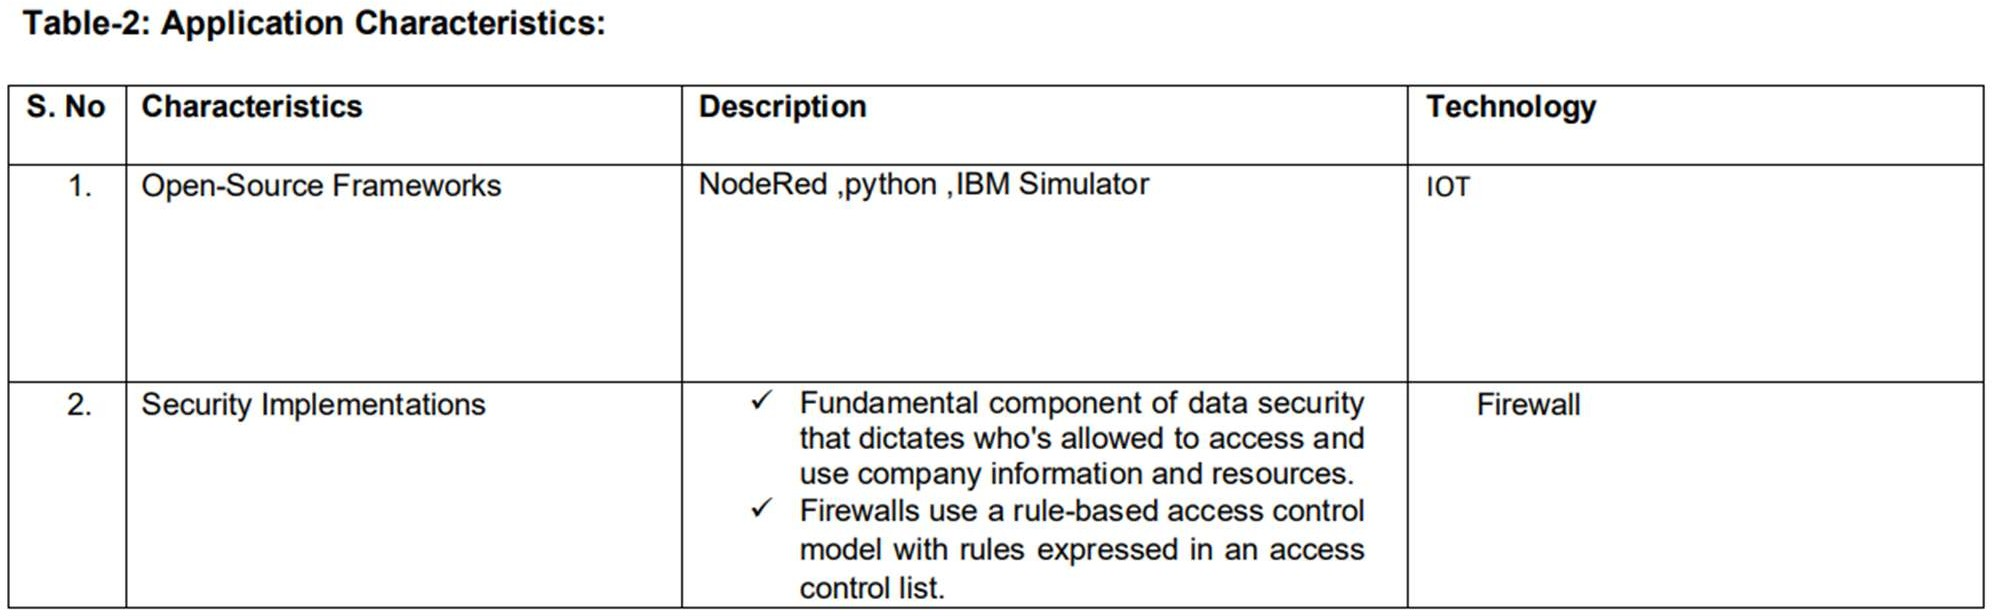 Table-2: Application Characteristics:
S. No Characteristics Description Technology
1. Open-Source Frameworks NodeRed ,python ,IBM Simulator IOT
2. Security Implementations ✓ Fundamental component of data security Firewall
that dictates who's allowed to access and
use company information and resources.
✓ Firewalls use a rule-based access control
model with rules expressed in an access
control list.